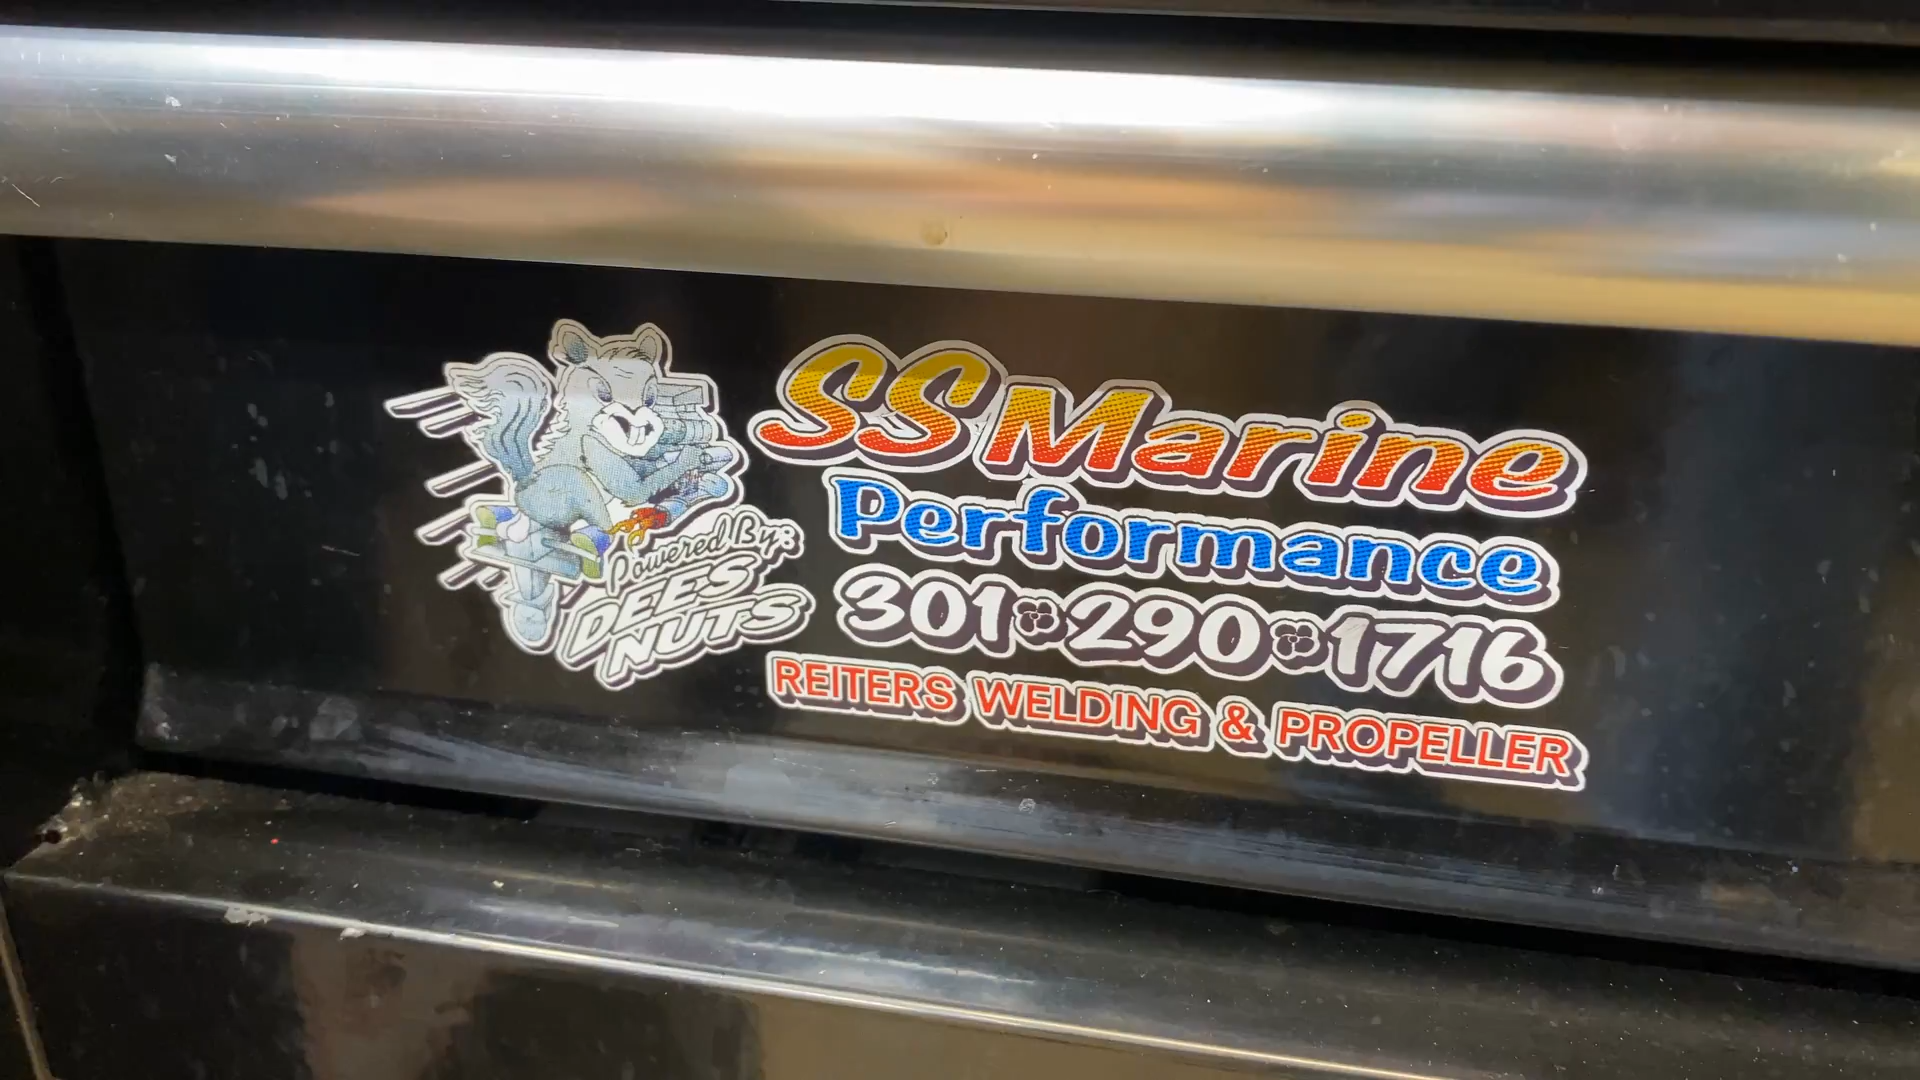 SS Marine
Performance
301 290 1716
REITERS WELDING & PROPELLER
Powered By:
DEES
NUTS